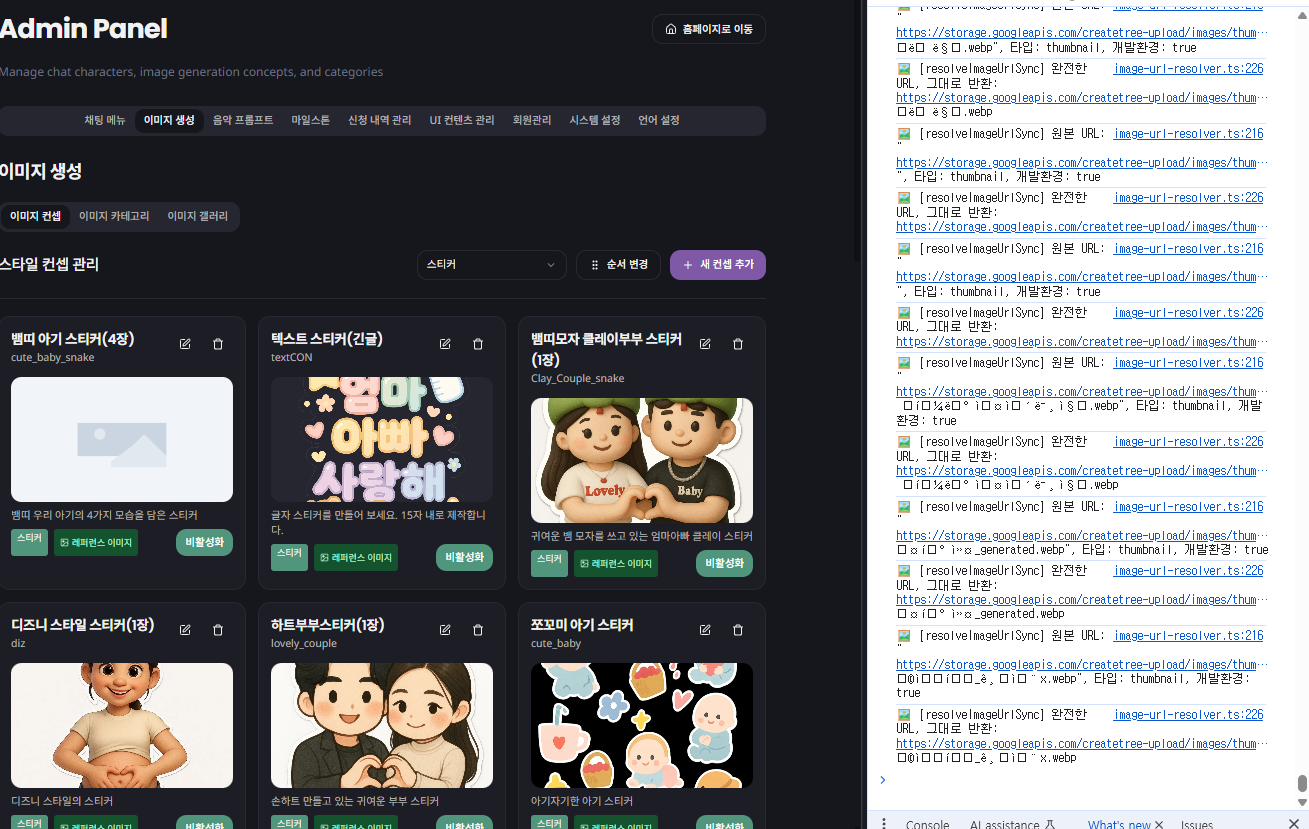 Admin Panel
홈페이지로 이동
Manage chat characters, image generation concepts, and categories
채팅 메뉴 이미지 생성 음악 프롬프트 마일스톤 신청 내역 관리 UI 컨텐츠 관리 회원관리 시스템 설정 언어 설정
이미지 생성
이미지 컨셉 이미지 카테고리 이미지 갤러리
스타일 컨셉 관리
스티커
순서 변경
+ 새 컨셉 추가
뱀띠 아기 스티커(4장)
cute_baby_snake
뱀띠 우리 아기의 4가지 모습을 담은 스티커
스티커
레퍼런스 이미지
비활성화
텍스트 스티커(긴글)
textCON
엄마
아빠
사랑해
글자 스티커를 만들어 보세요. 15자 내로 제작합니
다.
스티커
레퍼런스 이미지
비활성화
뱀띠모자 클레이부부 스티커
(1장)
Clay_Couple_snake
Lovely
Baby
귀여운 뱀 모자를 쓰고 있는 엄마아빠 클레이 스티커
스티커
레퍼런스 이미지
비활성화
디즈니 스타일 스티커(1장)
diz
디즈니 스타일의 스티커
스티커
레퍼런스 이미지
비활성화
하트부부스티커(1장)
lovely_couple
손하트 만들고 있는 귀여운 부부 스티커
스티커
레퍼런스 이미지
비활성화
쪼꼬미 아기 스티커
cute_baby
아기자기한 아기 스티커
스티커
레퍼런스 이미지
비활성화
[resolveImageUrlSync] 원본 URL: image-url-resolver.ts:216
"
https://storage.googleapis.com/createtree-upload/images/thum…
.webp", 타입: thumbnail, 개발환경: true
[resolveImageUrlSync] 완전한 image-url-resolver.ts:226
URL, 그대로 반환:
https://storage.googleapis.com/createtree-upload/images/thum…
.webp
[resolveImageUrlSync] 원본 URL: image-url-resolver.ts:216
"
https://storage.googleapis.com/createtree-upload/images/thum…
", 타입: thumbnail, 개발환경: true
[resolveImageUrlSync] 완전한 image-url-resolver.ts:226
URL, 그대로 반환:
https://storage.googleapis.com/createtree-upload/images/thum…
[resolveImageUrlSync] 원본 URL: image-url-resolver.ts:216
"
https://storage.googleapis.com/createtree-upload/images/thum…
", 타입: thumbnail, 개발환경: true
[resolveImageUrlSync] 완전한 image-url-resolver.ts:226
URL, 그대로 반환:
https://storage.googleapis.com/createtree-upload/images/thum…
[resolveImageUrlSync] 원본 URL: image-url-resolver.ts:216
"
https://storage.googleapis.com/createtree-upload/images/thum…
.webp", 타입: thumbnail, 개발
환경: true
[resolveImageUrlSync] 완전한 image-url-resolver.ts:226
URL, 그대로 반환:
https://storage.googleapis.com/createtree-upload/images/thum…
.webp
[resolveImageUrlSync] 원본 URL: image-url-resolver.ts:216
"
https://storage.googleapis.com/createtree-upload/images/thum…
_generated.webp", 타입: thumbnail, 개발환경: true
[resolveImageUrlSync] 완전한 image-url-resolver.ts:226
URL, 그대로 반환:
https://storage.googleapis.com/createtree-upload/images/thum…
_generated.webp
[resolveImageUrlSync] 원본 URL: image-url-resolver.ts:216
"
https://storage.googleapis.com/createtree-upload/images/thum…
x.webp", 타입: thumbnail, 개발환경:
true
[resolveImageUrlSync] 완전한 image-url-resolver.ts:226
URL, 그대로 반환:
https://storage.googleapis.com/createtree-upload/images/thum…
x.webp
Console AI assistance What's new Issues